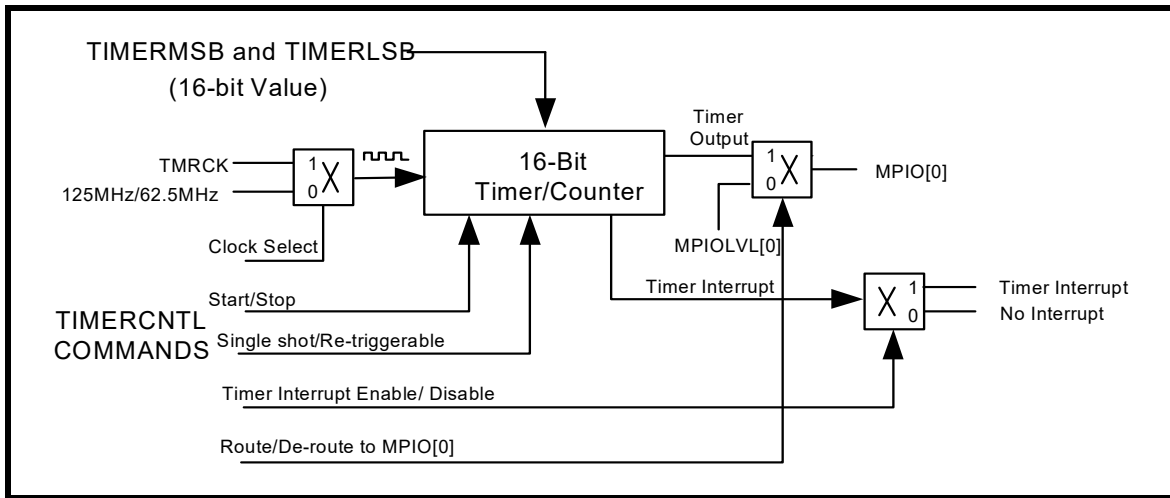 TIMERMSB and TIMERLSB
(16-bit Value)
Timer
Output
TMRCK
125MHz/62.5MHz
1
0
X
16-Bit
Timer/Counter
1
0
X
MPIO[0]
Clock Select
MPIOLVL[0]
Timer Interrupt
X
1
0
Timer Interrupt
No Interrupt
Start/Stop
TIMERCNTL
COMMANDS
Single shot/Re-triggerable
Timer Interrupt Enable/ Disable
Route/De-route to MPIO[0]